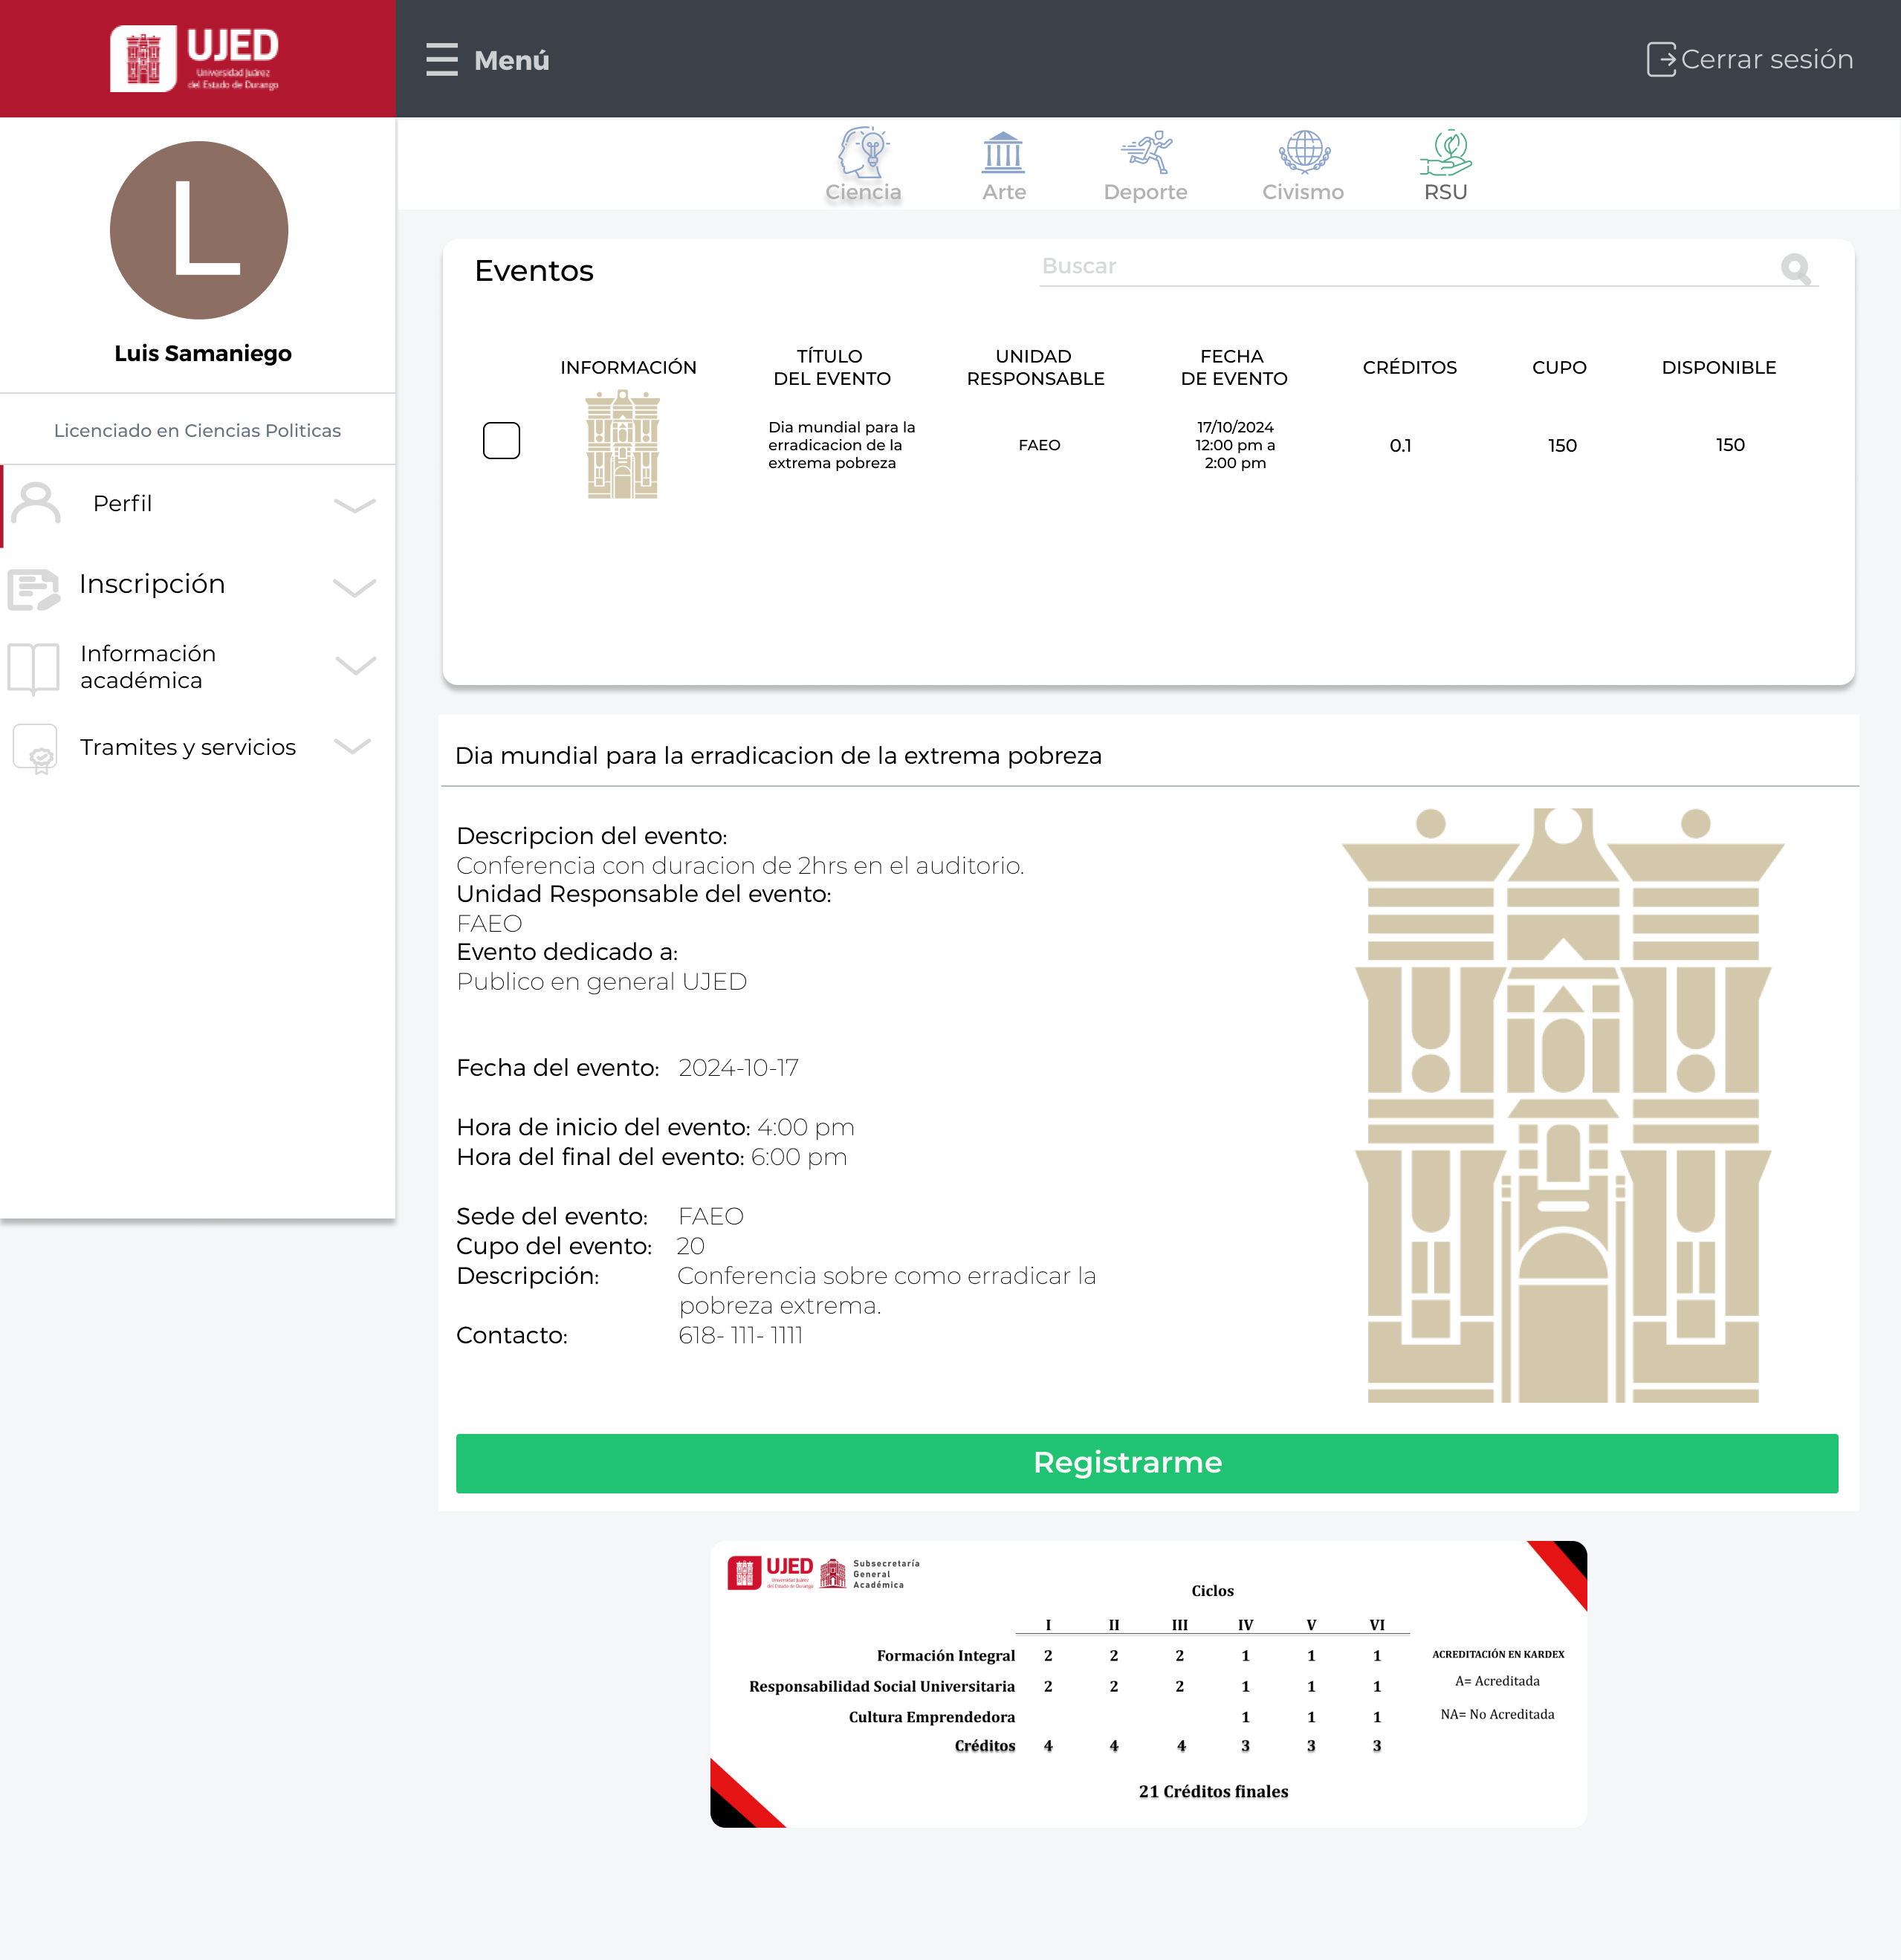 UJED
Universidad Juárez
del Estado de Durango
Menú
Cerrar sesión
L
Luis Samaniego
Licenciado en Ciencias Politicas
Perfil
Inscripción
Información
académica
Tramites y servicios
Ciencia
Arte
Deporte
Civismo
RSU
Eventos
Buscar
INFORMACIÓN
TÍTULO
DEL EVENTO
UNIDAD
RESPONSABLE
FECHA
DE EVENTO
CRÉDITOS
CUPO
DISPONIBLE
Dia mundial para la
erradicacion de la
extrema pobreza
FAEO
17/10/2024
12:00 pm a
2:00 pm
0.1
150
150
Dia mundial para la erradicacion de la extrema pobreza
Descripcion del evento:
Conferencia con duracion de 2hrs en el auditorio.
Unidad Responsable del evento:
FAEO
Evento dedicado a:
Publico en general UJED
Fecha del evento: 2024-10-17
Hora de inicio del evento: 4:00 pm
Hora del final del evento: 6:00 pm
Sede del evento: FAEO
Cupo del evento: 20
Descripción: Conferencia sobre como erradicar la
pobreza extrema.
Contacto: 618- 111- 1111
Registrarme
UJED
Universidad Juárez
del Estado de Durango
Subsecretaría
General
Académica
Ciclos
I II III IV V VI
Formación Integral 2 2 2 1 1 1
ACREDITACIÓN EN KARDEX
Responsabilidad Social Universitaria 2 2 2 1 1 1
A= Acreditada
Cultura Emprendedora 1 1 1
NA= No Acreditada
Créditos 4 4 4 3 3 3
21 Créditos finales